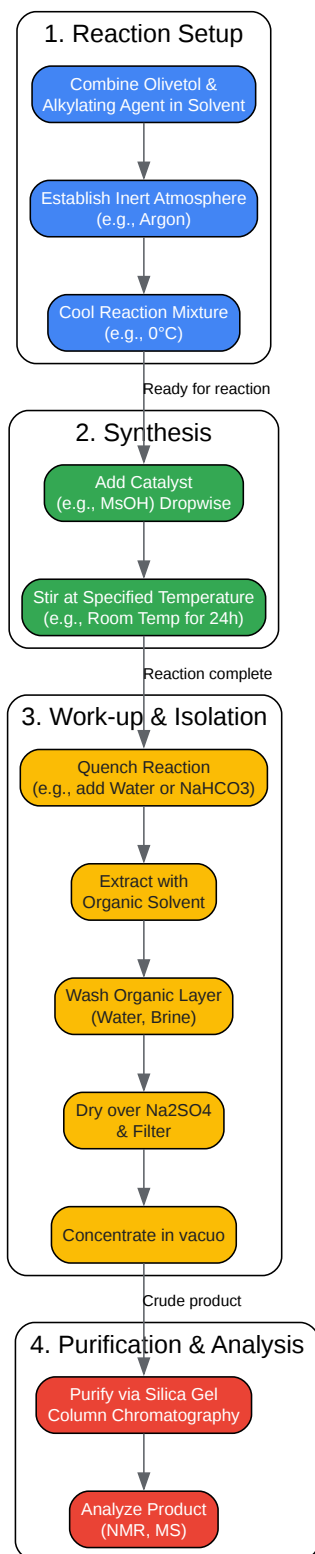 1. Reaction Setup
Combine Olivetol &
Alkylating Agent in Solvent
Establish Inert Atmosphere
(e.g., Argon)
Cool Reaction Mixture
(e.g., 0°C)
Ready for reaction
2. Synthesis
Add Catalyst
(e.g., MsOH) Dropwise
Stir at Specified Temperature
(e.g., Room Temp for 24h)
Reaction complete
3. Work-up & Isolation
Quench Reaction
(e.g., add Water or NaHCO3)
Extract with
Organic Solvent
Wash Organic Layer
(Water, Brine)
Dry over Na2SO4
& Filter
Concentrate in vacuo
Crude product
4. Purification & Analysis
Purify via Silica Gel
Column Chromatography
Analyze Product
(NMR, MS)